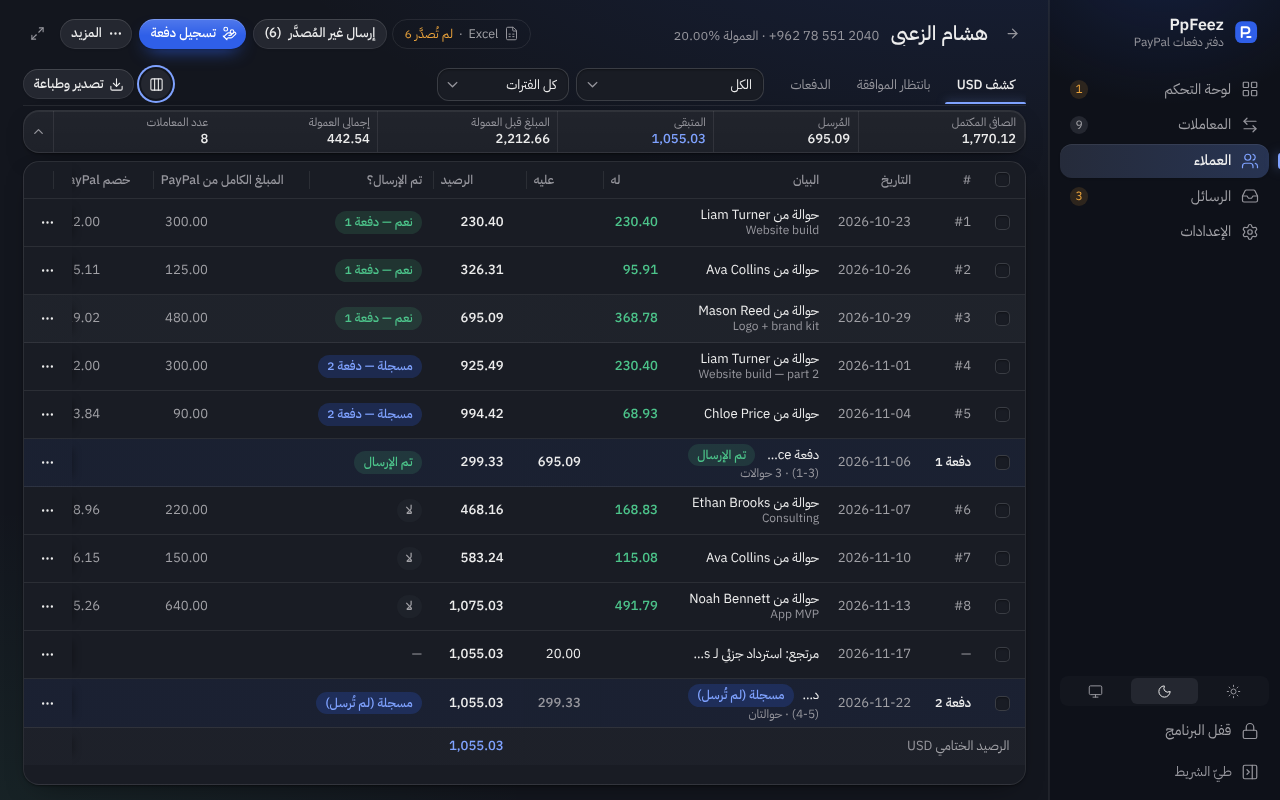 PpFeez
دفتر دفعات PayPal
لوحة التحكم 1
المعاملات 9
العملاء
الرسائل 3
الإعدادات
قفل البرنامج
طيّ الشريط
هشام الزعبي +962 78 551 2040 · العمولة 20.00%
Excel · لم تُصدَّر 6
إرسال غير المُصدَّر (6)
تسجيل دفعة
المزيد
كشف USD
بانتظار الموافقة
الدفعات
الكل
كل الفترات
تصدير وطباعة
الصافي المكتمل 1,770.12
المُرسل 695.09
المتبقي 1,055.03
المبلغ قبل العمولة 2,212.66
إجمالي العمولة 442.54
عدد المعاملات 8
# التاريخ البيان له عليه الرصيد تم الإرسال؟ المبلغ الكامل من PayPal خصم
#1 2026-10-23 حوالة من Liam Turner 230.40 230.40 نعم — دفعة 1 300.00 2.00
Website build
#2 2026-10-26 حوالة من Ava Collins 95.91 326.31 نعم — دفعة 1 125.00 5.11
#3 2026-10-29 حوالة من Mason Reed 368.78 695.09 نعم — دفعة 1 480.00 9.02
Logo + brand kit
#4 2026-11-01 حوالة من Liam Turner 230.40 925.49 مسجلة — دفعة 2 300.00 2.00
Website build — part 2
#5 2026-11-04 حوالة من Chloe Price 68.93 994.42 مسجلة — دفعة 2 90.00 3.84
دفعة 1 2026-11-06 دفعة ce... تم الإرسال 695.09 299.33 تم الإرسال
(1-3) · 3 حوالات
#6 2026-11-07 حوالة من Ethan Brooks 168.83 468.16 لا 220.00 8.96
Consulting
#7 2026-11-10 حوالة من Ava Collins 115.08 583.24 لا 150.00 6.15
#8 2026-11-13 حوالة من Noah Bennett 491.79 1,075.03 لا 640.00 5.26
App MVP
— 2026-11-17 مرتجع: استرداد جزئي لـ s... 20.00 1,055.03 —
دفعة 2 2026-11-22 د... مسجلة (لم تُرسل) 299.33 1,055.03 مسجلة (لم تُرسل)
(4-5) · حوالتان
الرصيد الختامي USD 1,055.03